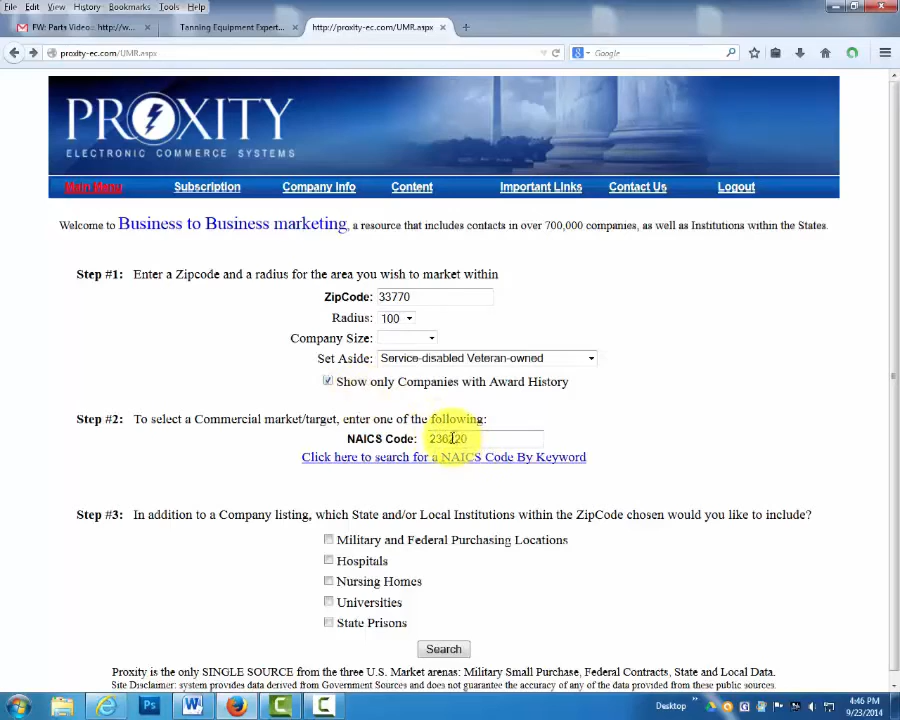 File Edit View History Bookmarks Tools Help
FW: Parts Video: http://w... × Tanning Equipment Expert... × http://proxity-ec.com/UMR.aspx × +
proxity-ec.com/UMR.aspx Google
PROXITY
ELECTRONIC COMMERCE SYSTEMS
Main Menu Subscription Company Info Content Important Links Contact Us Logout
Welcome to Business to Business marketing, a resource that includes contacts in over 700,000 companies, as well as Institutions within the States.
Step #1: Enter a Zipcode and a radius for the area you wish to market within
ZipCode: 33770
Radius: 100
Company Size:
Set Aside: Service-disabled Veteran-owned
Show only Companies with Award History
Step #2: To select a Commercial market/target, enter one of the following:
NAICS Code: 236220
Click here to search for a NAICS Code By Keyword
Step #3: In addition to a Company listing, which State and/or Local Institutions within the ZipCode chosen would you like to include?
Military and Federal Purchasing Locations
Hospitals
Nursing Homes
Universities
State Prisons
Search
Proxity is the only SINGLE SOURCE from the three U.S. Market arenas: Military Small Purchase, Federal Contracts, State and Local Data.
Site Disclaimer: system provides data derived from Government Sources and does not guarantee the accuracy of any of the data provided from these public sources.
Desktop » 4:46 PM
9/23/2014